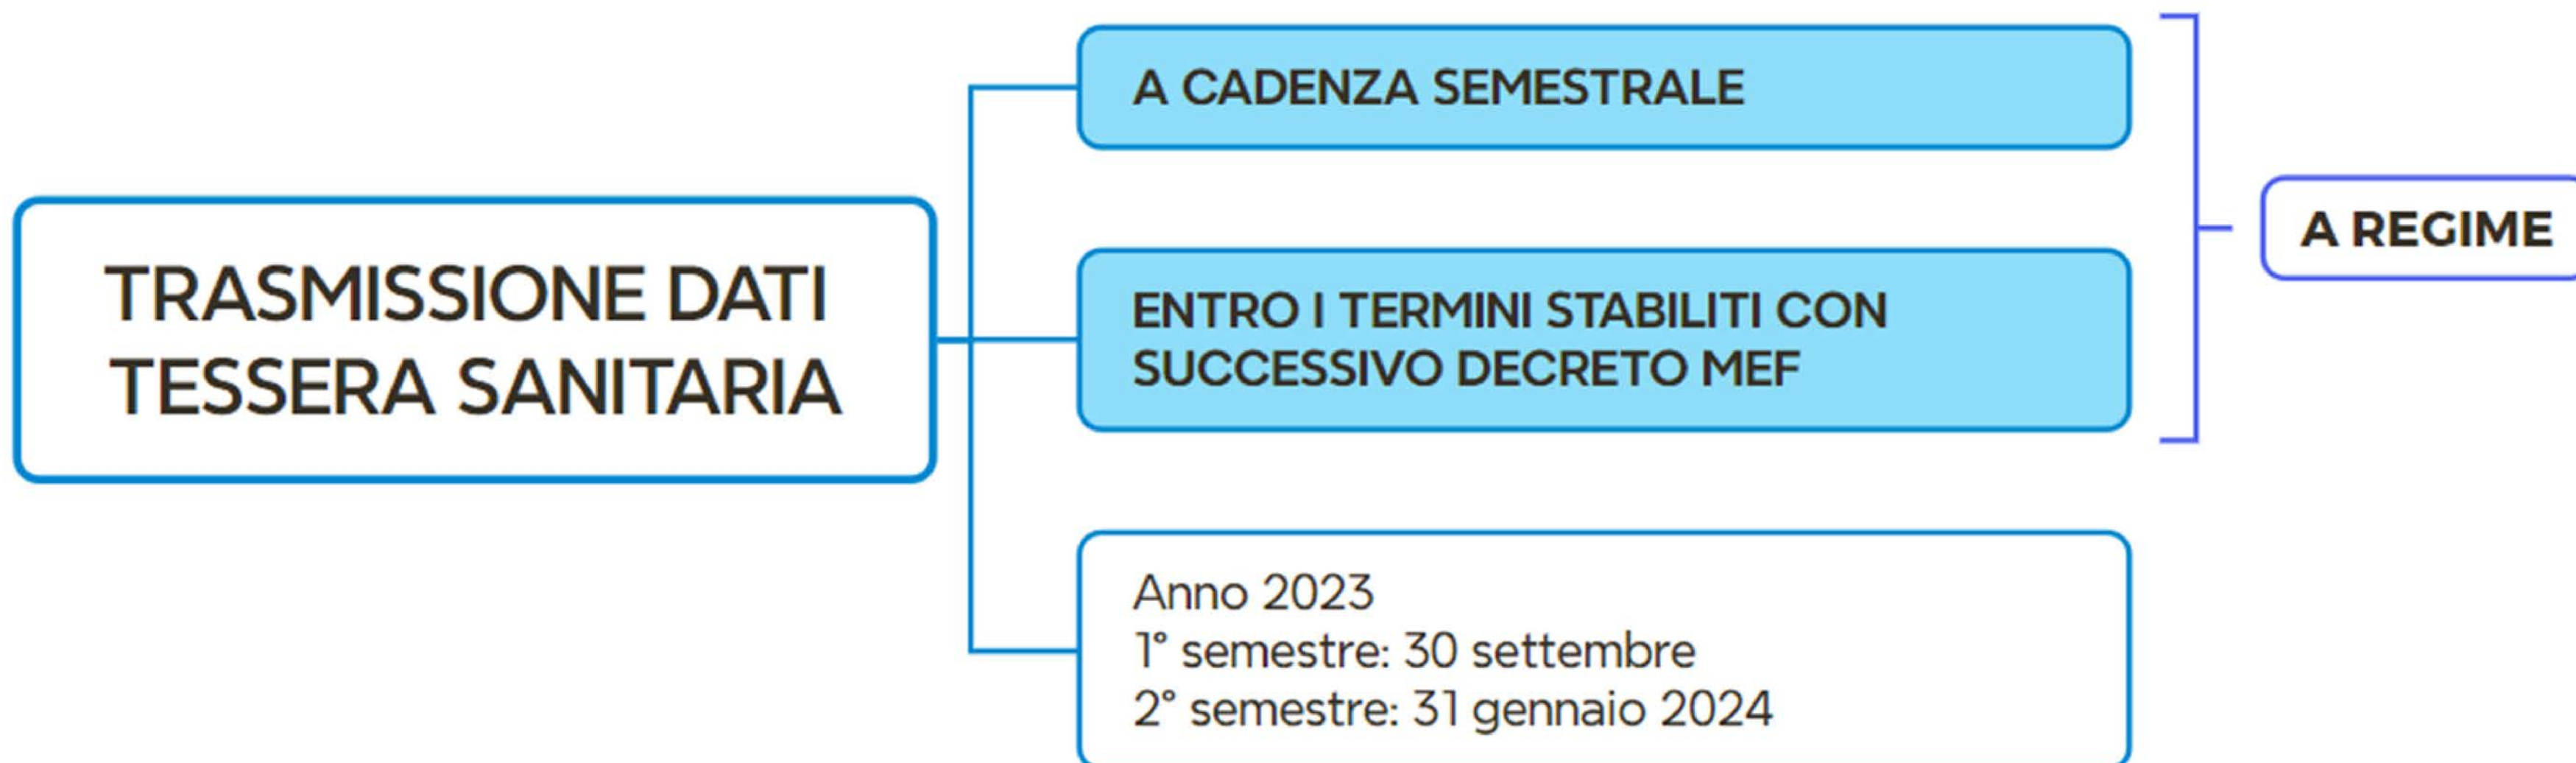 TRASMISSIONE DATI
TESSERA SANITARIA
A CADENZA SEMESTRALE
ENTRO I TERMINI STABILITI CON
SUCCESSIVO DECRETO MEF
A REGIME
Anno 2023
1° semestre: 30 settembre
2° semestre: 31 gennaio 2024